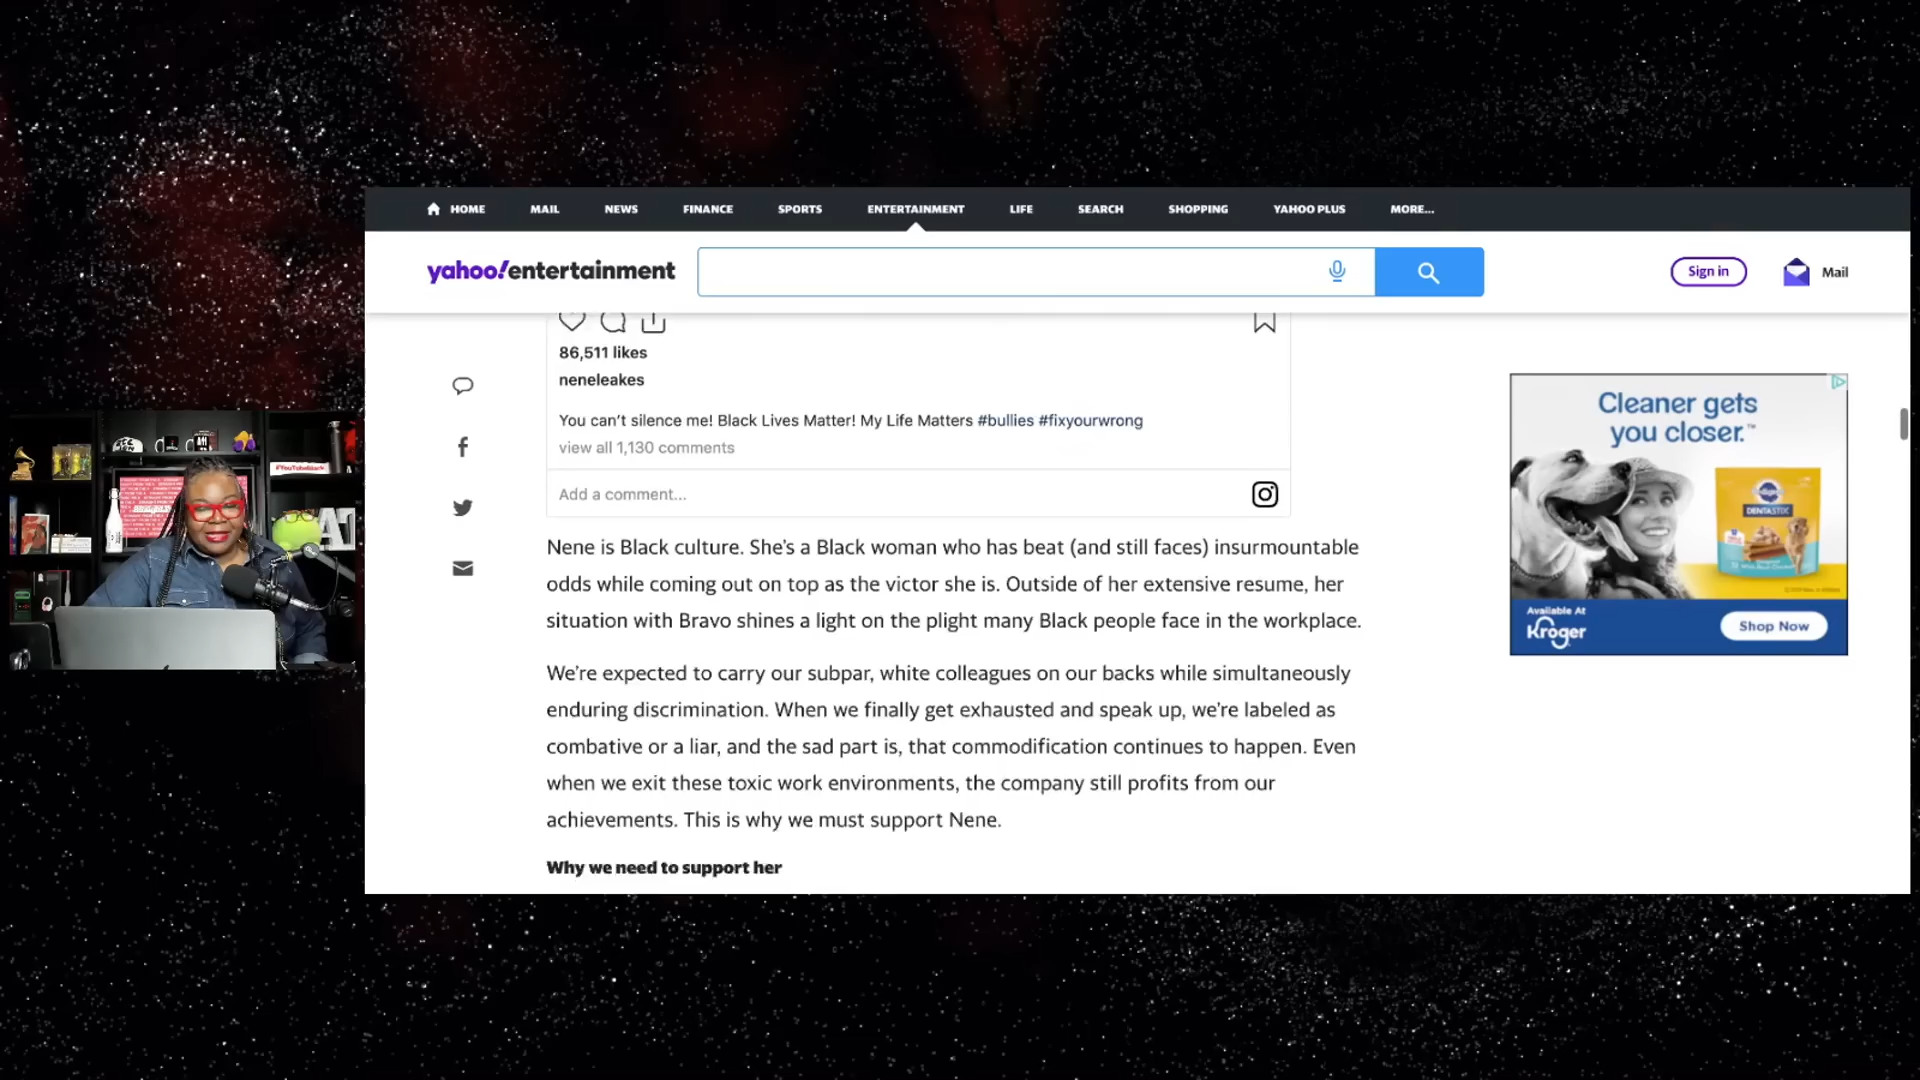 HOME MAIL NEWS FINANCE SPORTS ENTERTAINMENT LIFE SEARCH SHOPPING YAHOO PLUS MORE...
yahoo!entertainment
Sign in
Mail
86,511 likes
neneleakes
You can't silence me! Black Lives Matter! My Life Matters #bullies #fixyourwrong
view all 1,130 comments
Add a comment...
Nene is Black culture. She's a Black woman who has beat (and still faces) insurmountable
odds while coming out on top as the victor she is. Outside of her extensive resume, her
situation with Bravo shines a light on the plight many Black people face in the workplace.
We're expected to carry our subpar, white colleagues on our backs while simultaneously
enduring discrimination. When we finally get exhausted and speak up, we're labeled as
combative or a liar, and the sad part is, that commodification continues to happen. Even
when we exit these toxic work environments, the company still profits from our
achievements. This is why we must support Nene.
Why we need to support her
Cleaner gets
you closer.™
Pedigree
DENTASTIX
Available At
Kroger
Shop Now
#YouTubeBlack